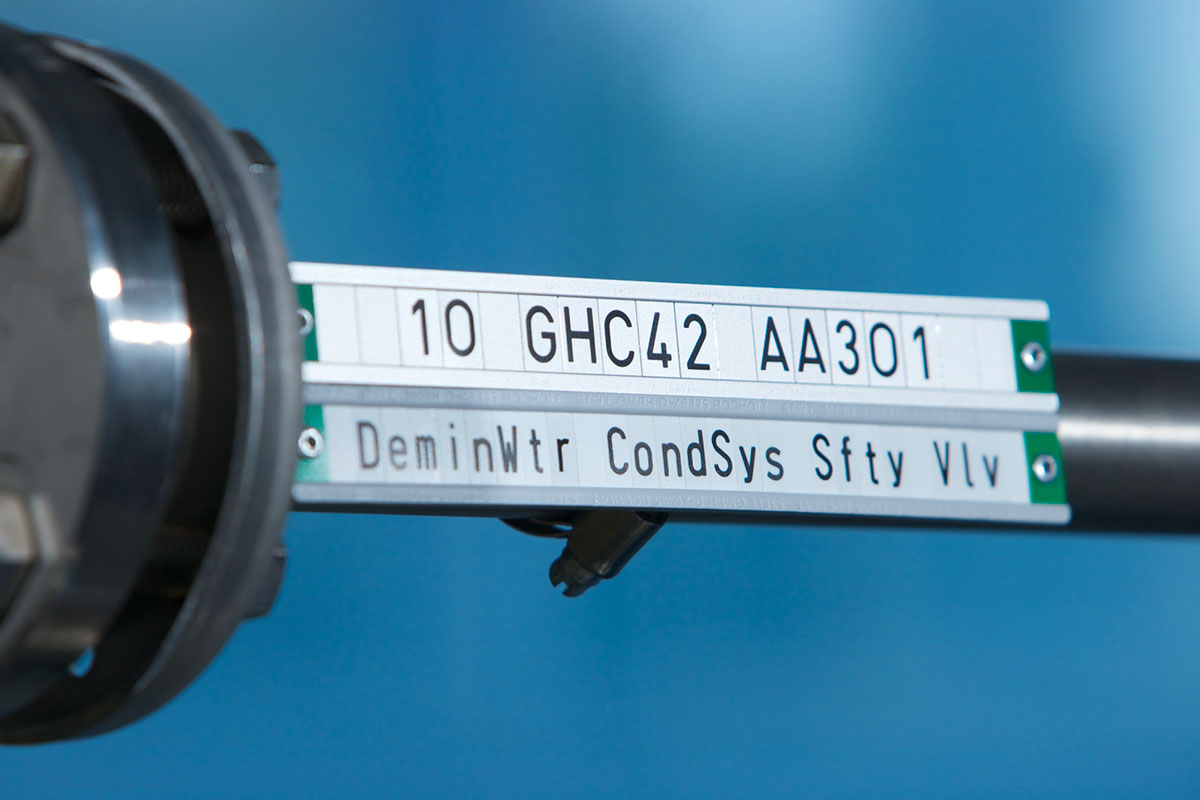 10 GHC42 AA301
DeminWtr CondSys Sfty Vlv